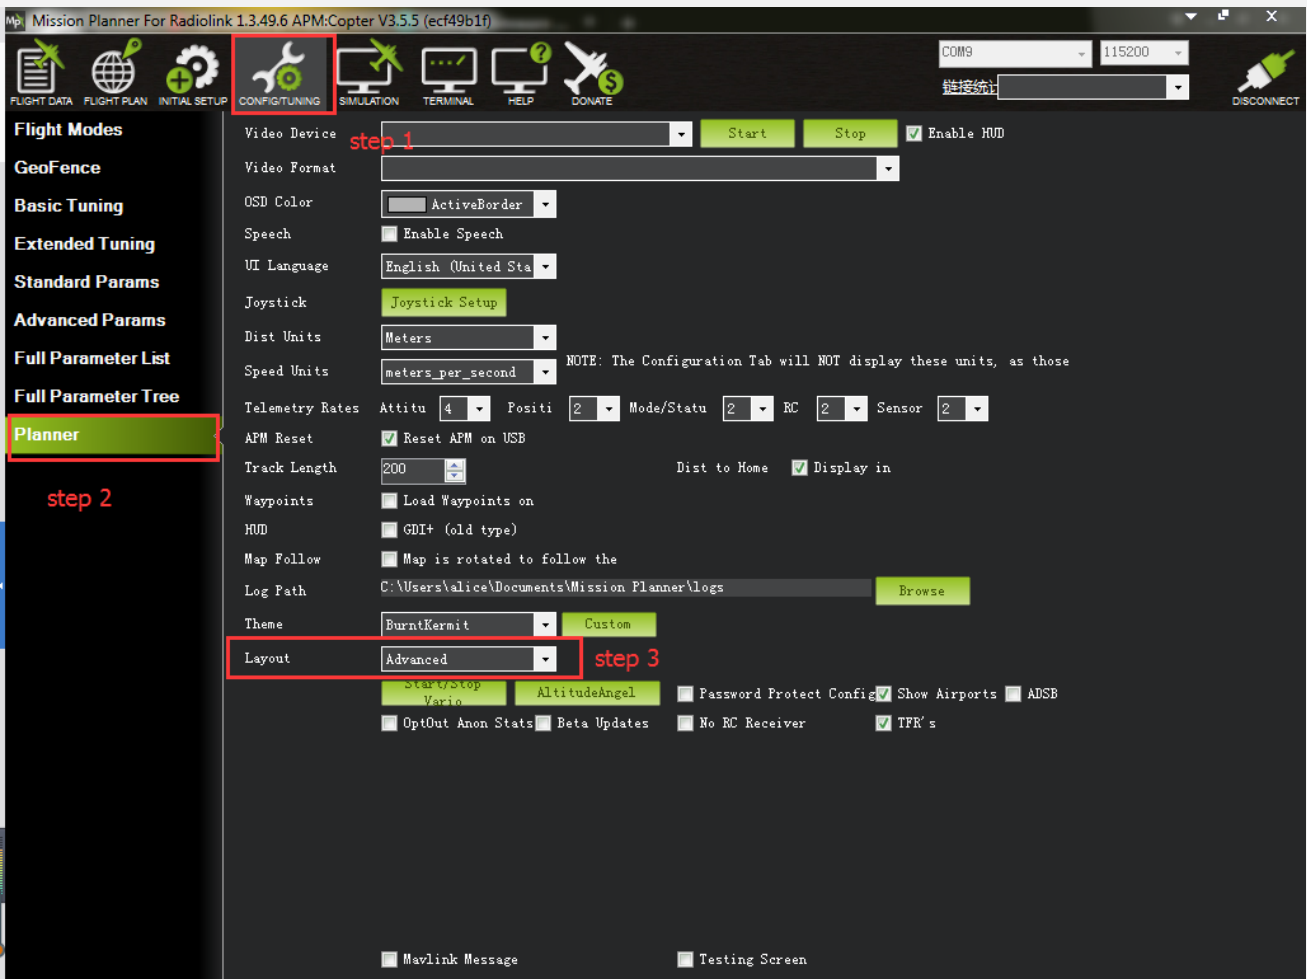 Mission Planner For Radiolink 1.3.49.6 APM:Copter V3.5.5 (ecf49b1f)
FLIGHT DATA FLIGHT PLAN INITIAL SETUP CONFIG/TUNING SIMULATION TERMINAL HELP DONATE
COM9 115200
链接统计
DISCONNECT
Flight Modes
GeoFence
Basic Tuning
Extended Tuning
Standard Params
Advanced Params
Full Parameter List
Full Parameter Tree
Planner
step 2
Video Device Start Stop Enable HUD
step 1
Video Format
OSD Color ActiveBorder
Speech Enable Speech
UI Language English (United Sta
Joystick Joystick Setup
Dist Units Meters
NOTE: The Configuration Tab will NOT display these units, as those
Speed Units meters_per_second
Telemetry Rates Attitu 4 Positi 2 Mode/Statu 2 RC 2 Sensor 2
APM Reset Reset APM on USB
Track Length 200 Dist to Home Display in
Waypoints Load Waypoints on
HUD GDI+ (old type)
Map Follow Map is rotated to follow the
Log Path C:\Users\alice\Documents\Mission Planner\logs Browse
Theme BurntKermit Custom
Layout Advanced step 3
Start/Stop Vario AltitudeAngel Password Protect Config Show Airports ADSB
OptOut Anon Stats Beta Updates No RC Receiver TFR's
Mavlink Message Testing Screen